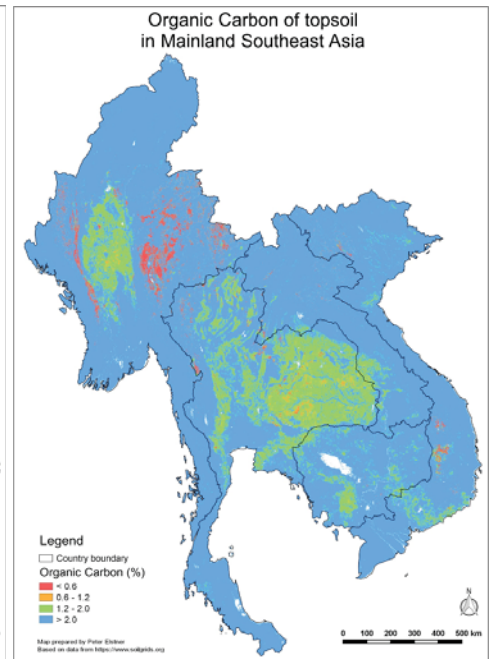 Organic Carbon of topsoil
in Mainland Southeast Asia
Legend
Country boundary
Organic Carbon (%)
< 0.6
0.6 - 1.2
1.2 - 2.0
> 2.0
Map prepared by Peter Elstner
Based on data from https://www.soilgrids.org
N
0 100 200 300 400 500 km